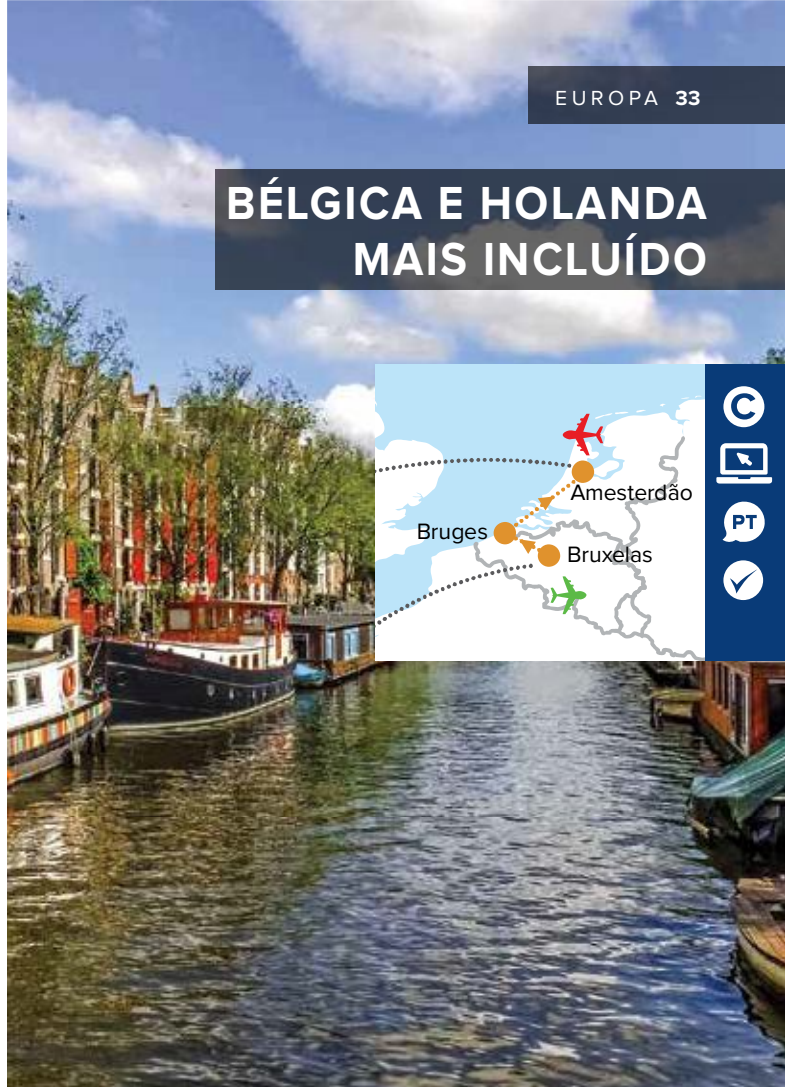 EUROPA 33
BÉLGICA E HOLANDA
MAIS INCLUÍDO
C
Amesterdão
Bruges
PT
Bruxelas